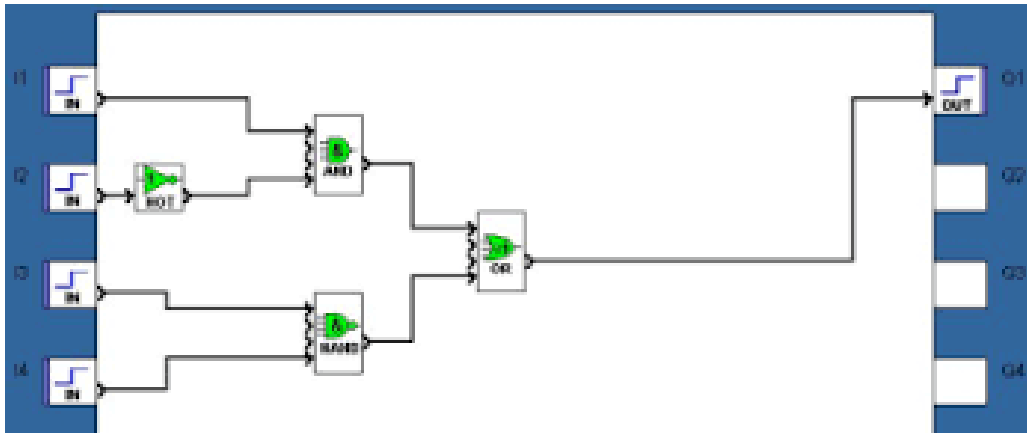 I1
IN
Q1
OUT
&
AND
I2
IN
NOT
Q2
I3
IN
OR
Q3
&
NAND
I4
IN
Q4